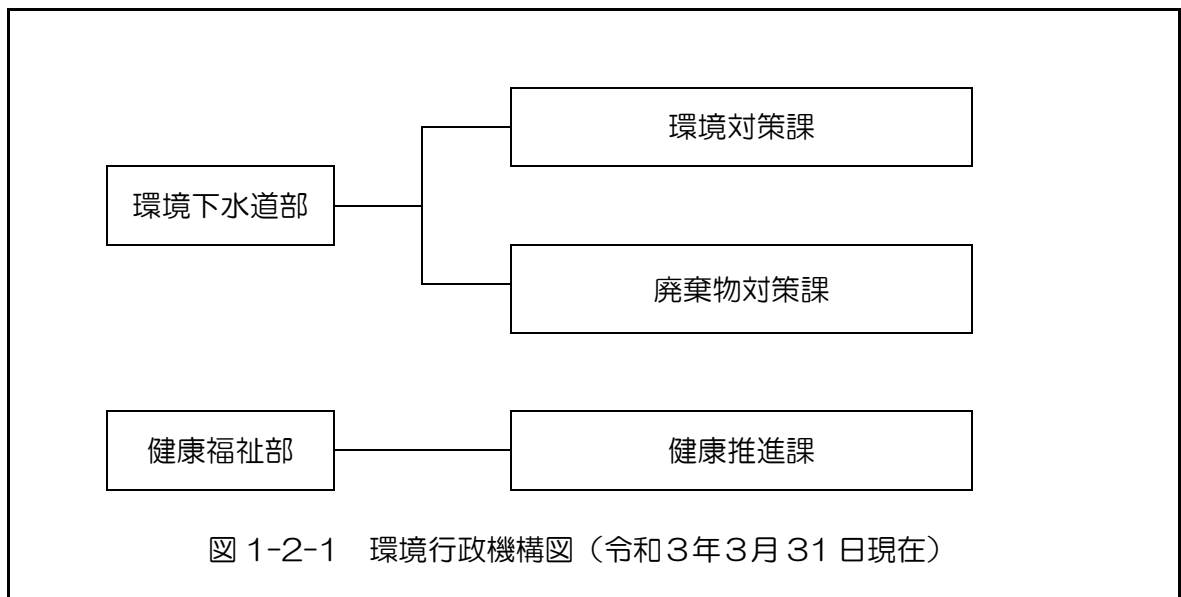 環境対策課
環境下水道部
廃棄物対策課
健康福祉部
健康推進課
図 1-2-1 環境行政機構図（令和３年３月 31 日現在）